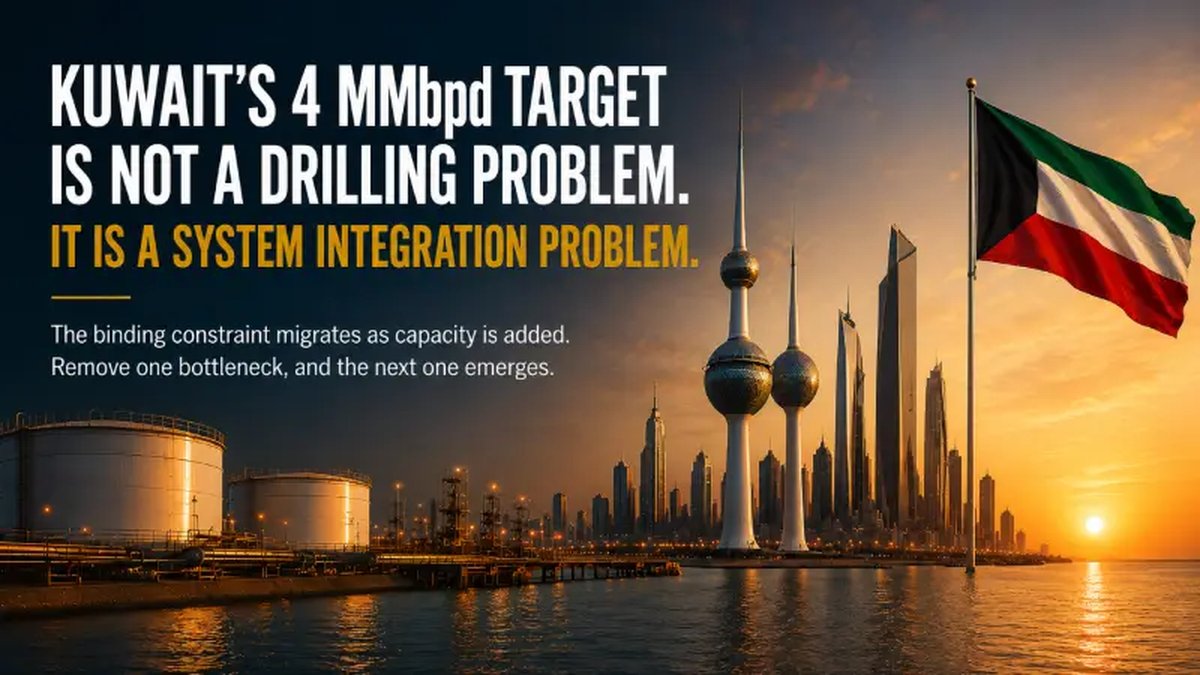 KUWAIT'S 4 MMbpd TARGET
IS NOT A DRILLING PROBLEM.
IT IS A SYSTEM INTEGRATION PROBLEM.
The binding constraint migrates as capacity is added.
Remove one bottleneck, and the next one emerges.